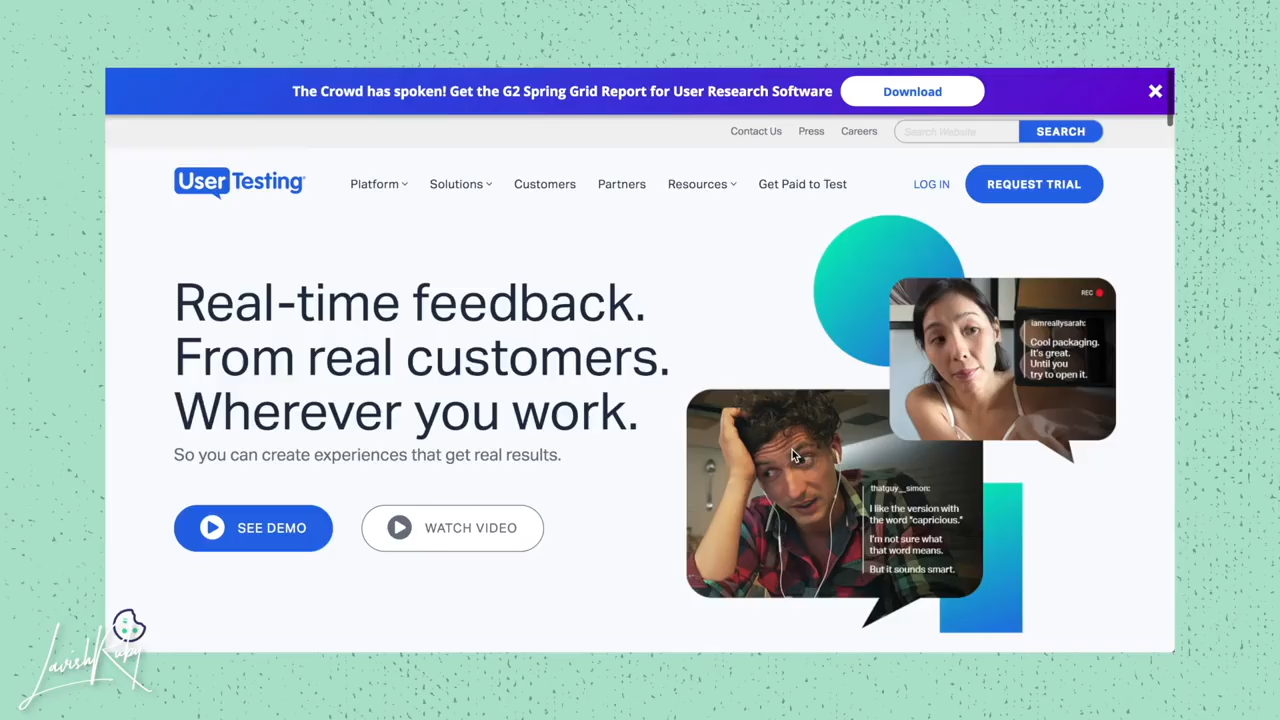 The Crowd has spoken! Get the G2 Spring Grid Report for User Research Software Download
Contact Us Press Careers Search Website SEARCH
UserTesting
Platform Solutions Customers Partners Resources Get Paid to Test LOG IN REQUEST TRIAL
Real-time feedback.
From real customers.
Wherever you work.
So you can create experiences that get real results.
SEE DEMO WATCH VIDEO
REC
iamreallysarah:
Cool packaging.
It's great.
Until you
try to open it.
thatguy_simon:
I like the version with
the word "capricious."
I'm not sure what
that word means.
But it sounds smart.
LavishRuby